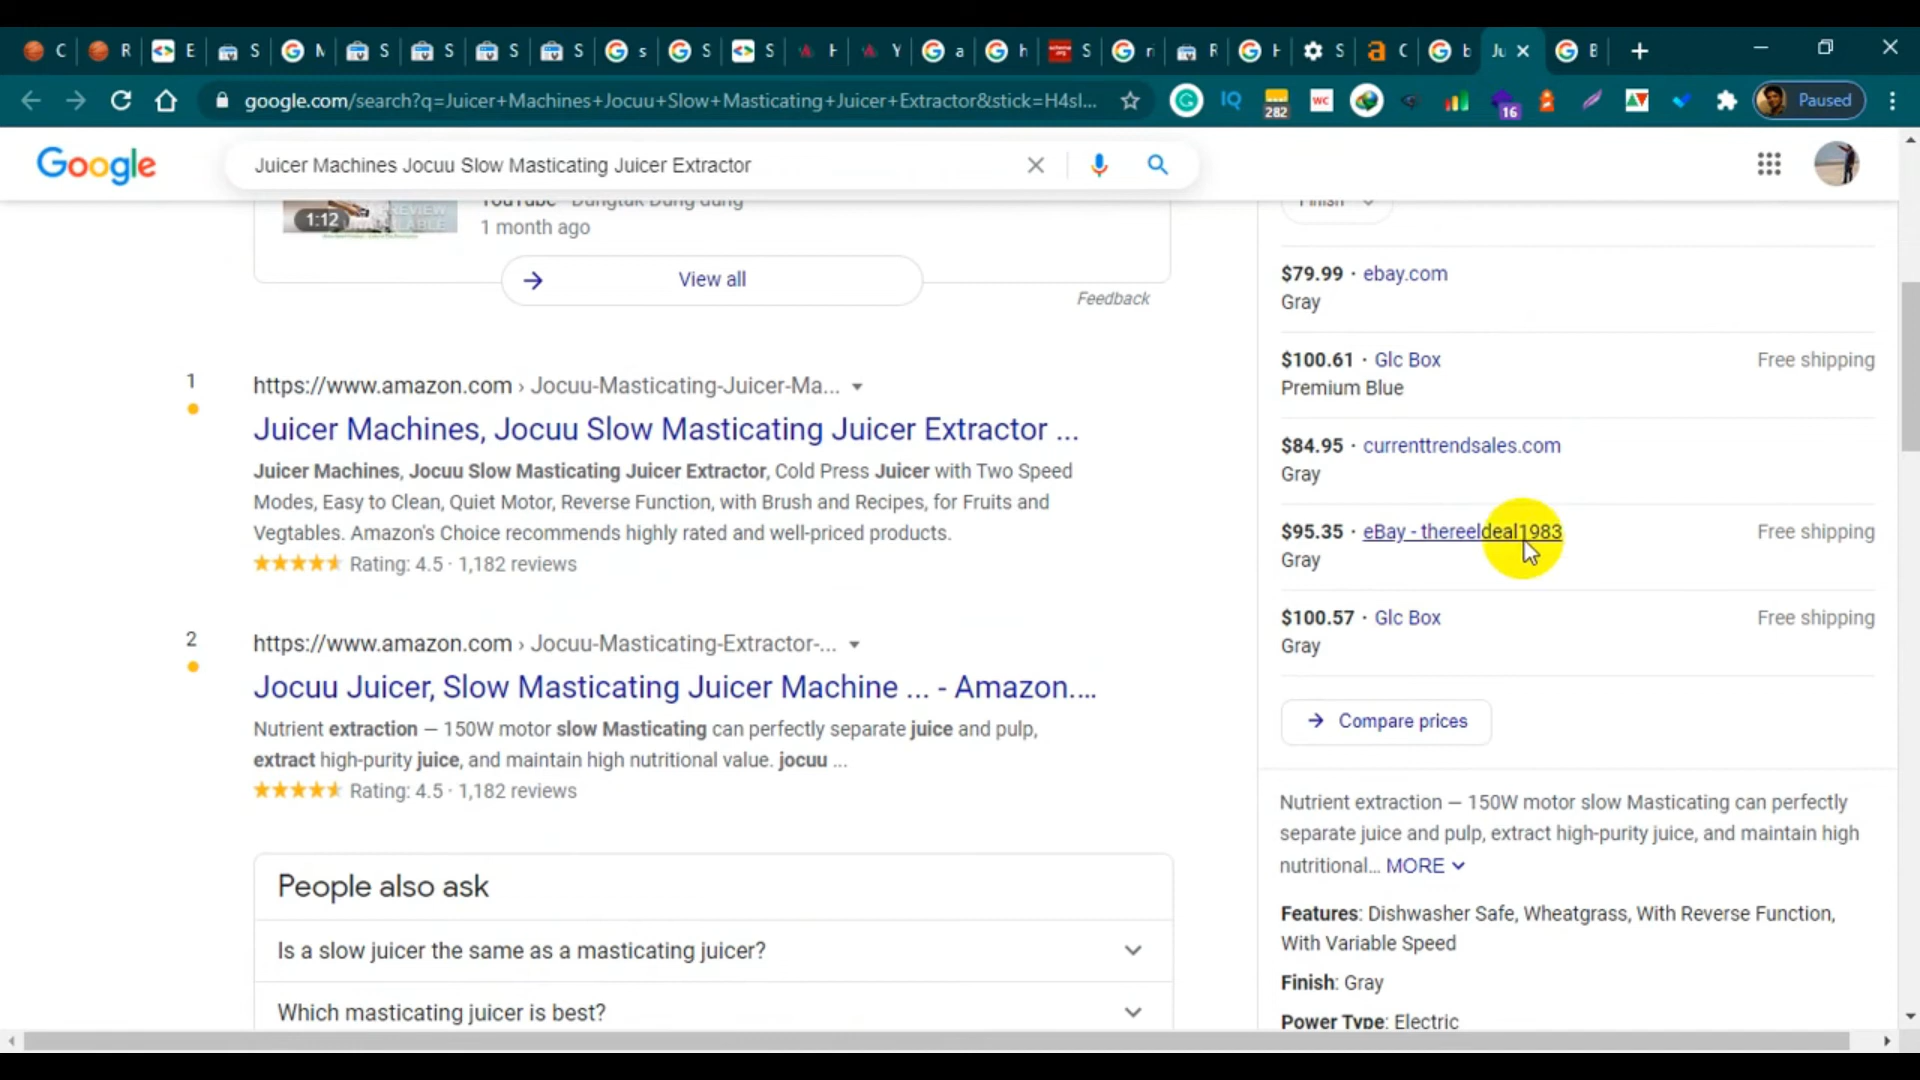 C
R
E
S
G
S
S
S
S
s
S
S
Y
a
h
S
ri
R
S
C
b
Ju
google.com/search?q=Juicer+Machines+Jocuu+Slow+Masticating+Juicer+Extractor&stick=H4sI...
IQ
282
WC
16
Paused
Google
Juicer Machines Jocuu Slow Masticating Juicer Extractor
1:12
1 month ago
View all
Feedback
1
https://www.amazon.com › Jocuu-Masticating-Juicer-Ma...
Juicer Machines, Jocuu Slow Masticating Juicer Extractor ...
Juicer Machines, Jocuu Slow Masticating Juicer Extractor, Cold Press Juicer with Two Speed
Modes, Easy to Clean, Quiet Motor, Reverse Function, with Brush and Recipes, for Fruits and
Vegtables. Amazon's Choice recommends highly rated and well-priced products.
Rating: 4.5 · 1,182 reviews
2
https://www.amazon.com › Jocuu-Masticating-Extractor-...
Jocuu Juicer, Slow Masticating Juicer Machine ... - Amazon....
Nutrient extraction — 150W motor slow Masticating can perfectly separate juice and pulp,
extract high-purity juice, and maintain high nutritional value. jocuu ...
Rating: 4.5 · 1,182 reviews
People also ask
Is a slow juicer the same as a masticating juicer?
Which masticating juicer is best?
Finish
$79.99 · ebay.com
Gray
$100.61 · Glc Box Free shipping
Premium Blue
$84.95 · currenttrendsales.com
Gray
$95.35 · eBay - thereeldeal1983 Free shipping
Gray
$100.57 · Glc Box Free shipping
Gray
Compare prices
Nutrient extraction — 150W motor slow Masticating can perfectly
separate juice and pulp, extract high-purity juice, and maintain high
nutritional... MORE
Features: Dishwasher Safe, Wheatgrass, With Reverse Function,
With Variable Speed
Finish: Gray
Power Type: Electric